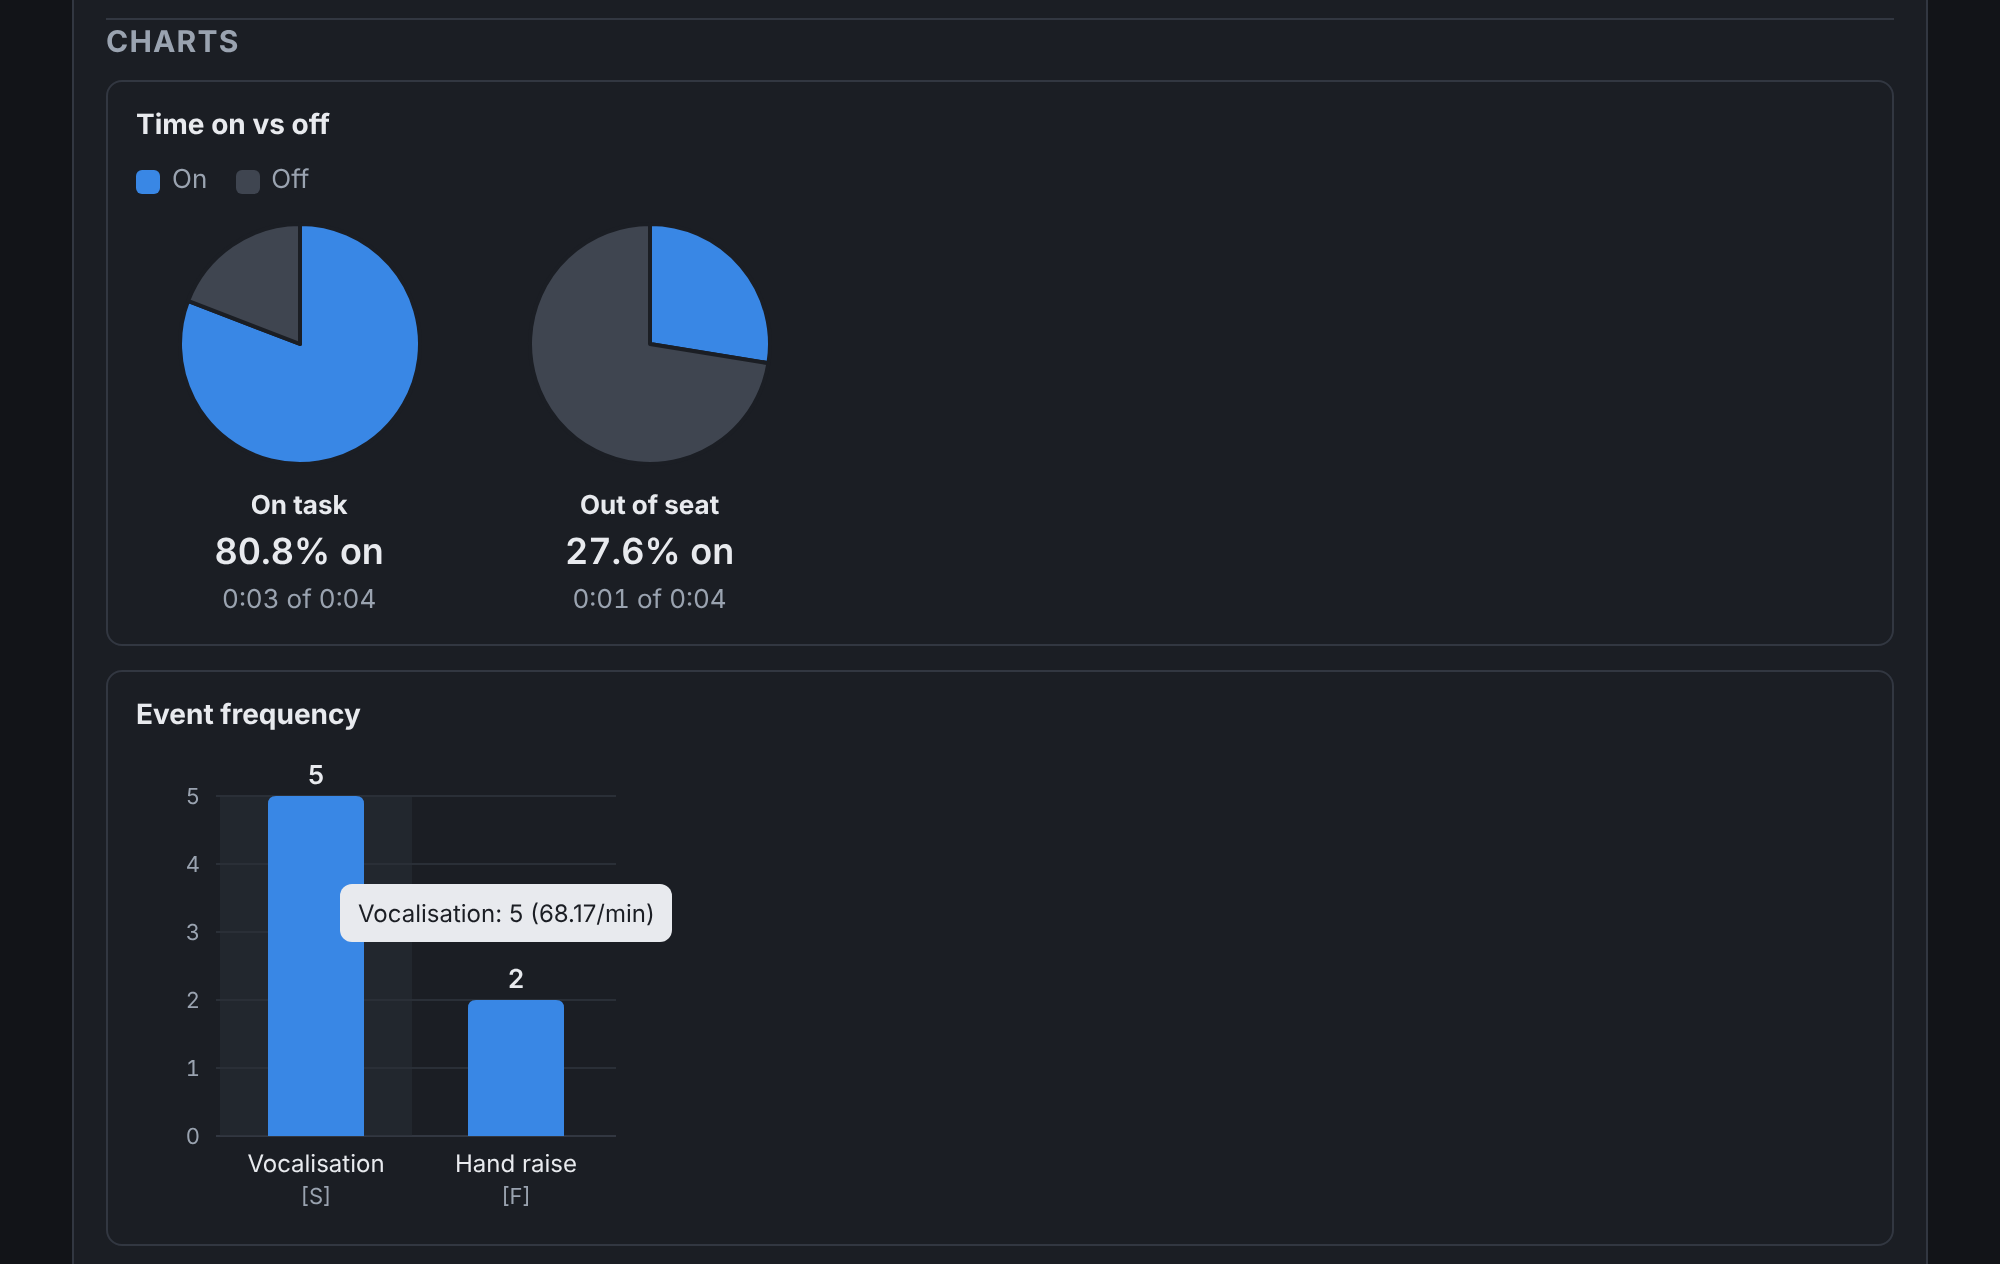 CHARTS
Time on vs off
On Off
On task Out of seat
80.8% on 27.6% on
0:03 of 0:04 0:01 of 0:04
Event frequency
5
5
4
Vocalisation: 5 (68.17/min)
3
2
2
1
0
Vocalisation Hand raise
[S] [F]